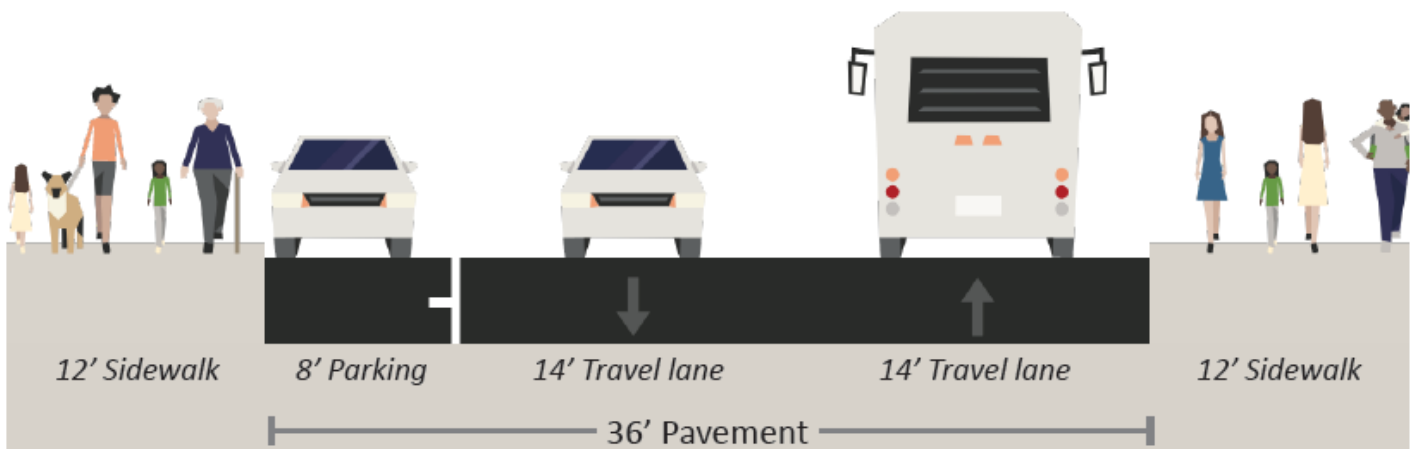 12’ Sidewalk 8’ Parking 14’ Travel lane 14’ Travel lane 12’ Sidewalk
36’ Pavement